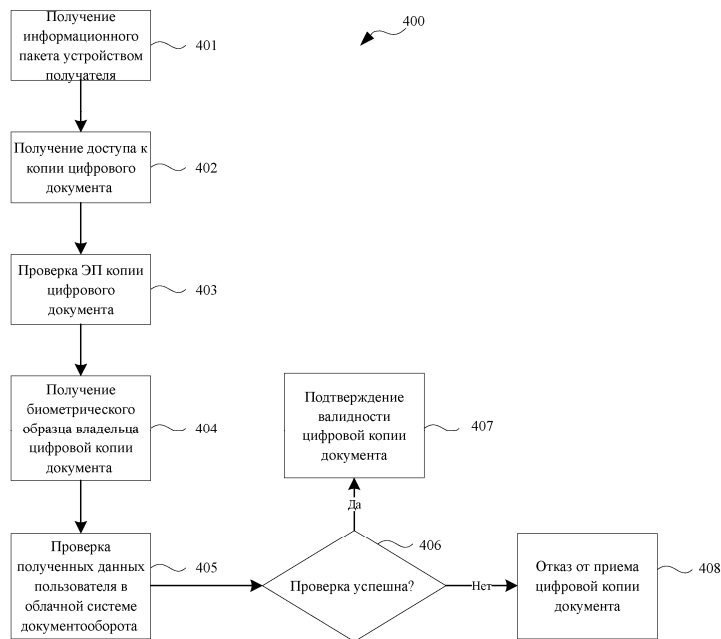 Получение
информационного
пакета устройством
получателя
401
400
Получение доступа к
копии цифрового
документа
402
Проверка ЭП копии
цифрового
документа
403
Получение
биометрического
образца владельца
цифровой копии
документа
404
Подтверждение
валидности
цифровой копии
документа
407
Да
Проверка
полученных данных
пользователя в
облачной системе
документооборота
405
Проверка успешна?
406
Нет
Отказ от приема
цифровой копии
документа
408